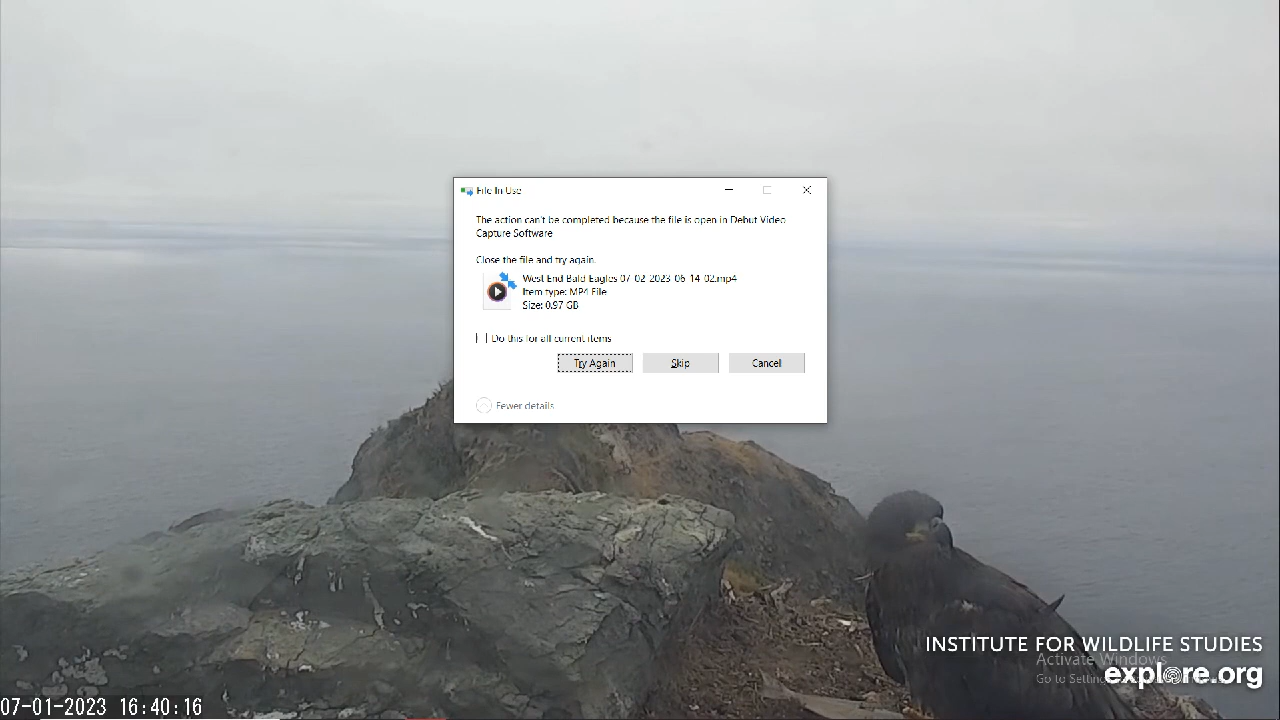 File In Use
The action can't be completed because the file is open in Debut Video
Capture Software
Close the file and try again.
West End Bald Eagles 07-02-2023 06-14-02.mp4
Item type: MP4 File
Size: 0.97 GB
Do this for all current items
Try Again
Skip
Cancel
Fewer details
INSTITUTE FOR WILDLIFE STUDIES
Activate Windows
Go to Setting
explore.org
07-01-2023 16:40:16